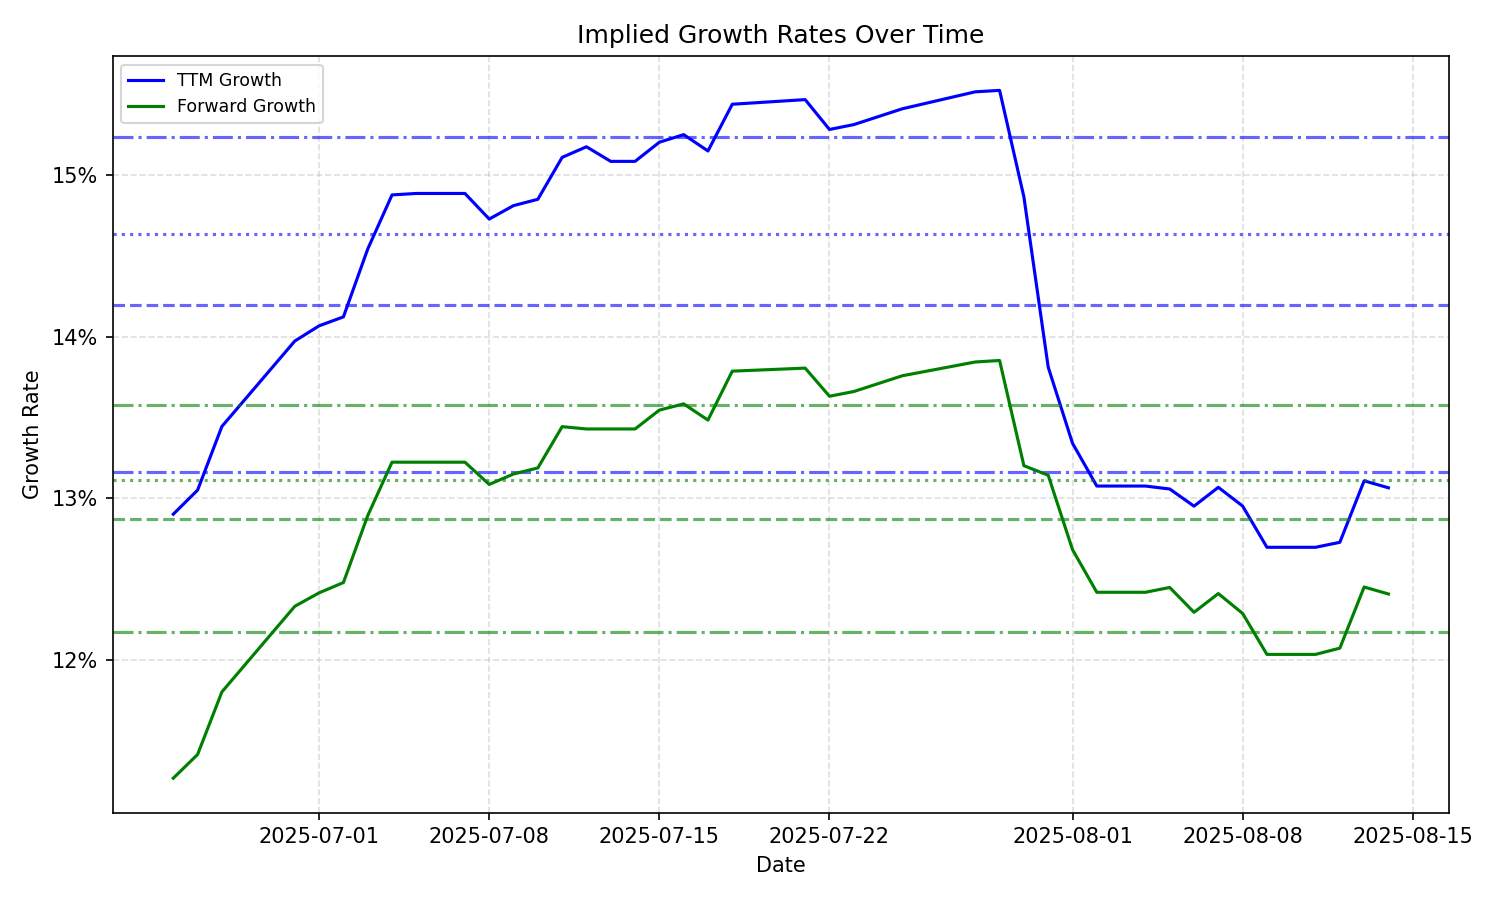 Implied Growth Rates Over Time
TTM Growth
Forward Growth
15%
14%
13%
12%
Growth Rate
2025-07-01
2025-07-08
2025-07-15
2025-07-22
2025-08-01
2025-08-08
2025-08-15
Date